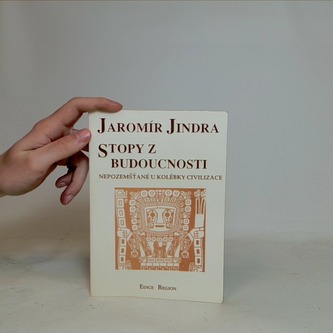 JAROMÍR JINDRA
STOPY Z
BUDOUCNOSTI
NEPOZEMŠŤANÉ U KOLÉBKY CIVILIZACE
EDICE REGION